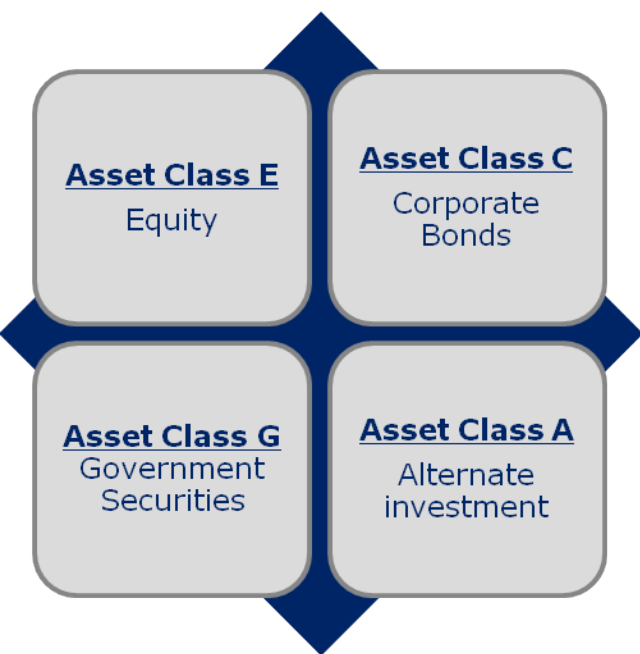 Asset Class E
Equity
Asset Class C
Corporate
Bonds
Asset Class G
Government
Securities
Asset Class A
Alternate
investment